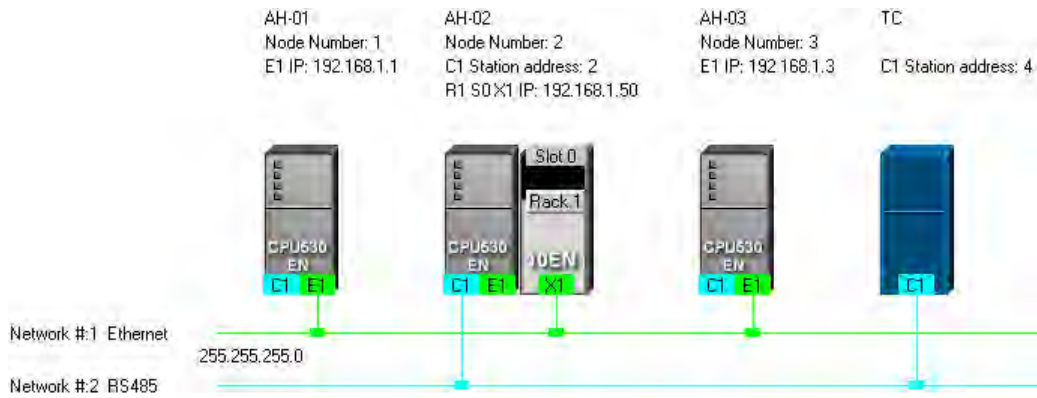 AH-01 AH-02 AH-03 TC
Node Number: 1 Node Number: 2 Node Number: 3
E1 IP: 192.168.1.1 C1 Station address: 2 E1 IP: 192.168.1.3 C1 Station address: 4
R1 S0 X1 IP: 192.168.1.50
Slot 0
Rack 1
CPU530 CPU530 10EN CPU530
EN EN EN
C1 E1 C1 E1 X1 C1 E1 C1
Network #:1 Ethernet
255.255.255.0
Network #:2 RS485